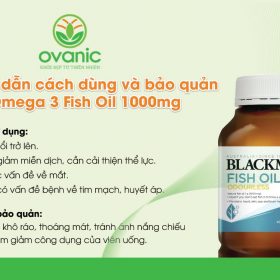 ovanic
KHỞI HỢP TỪ THIÊN NHIÊN
dẫn cách dùng và bảo quản
mega 3 Fish Oil 1000mg
dụng:
ổi trở lên.
giảm miễn dịch, cần cải thiện thể lực.
c vấn đề về mắt.
có vấn đề bệnh về tim mạch, huyết áp.
bảo quản:
khô ráo, thoáng mát, tránh ánh nắng chiếu
m giảm công dụng của viên uống.
BLACKM
FISH OIL
ODOURLESS